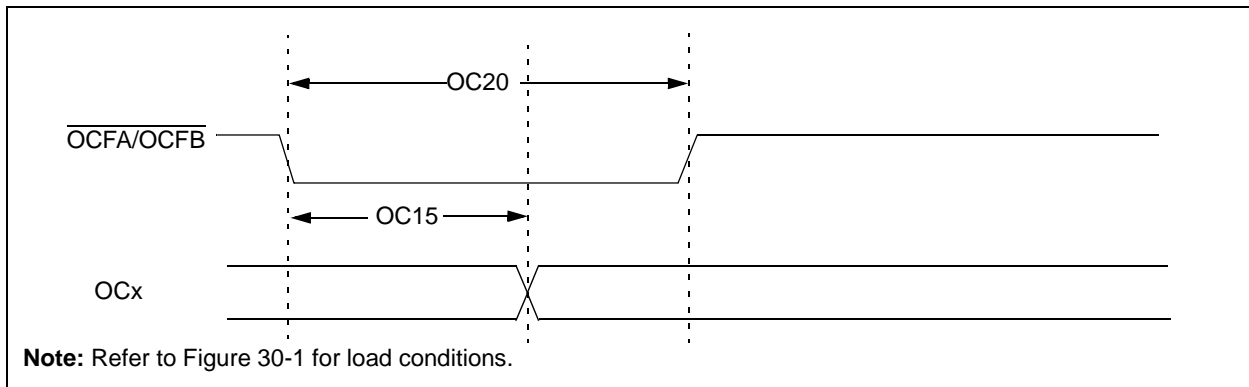 OC20
OCFA/OCFB
OC15
OCx
Note: Refer to Figure 30-1 for load conditions.